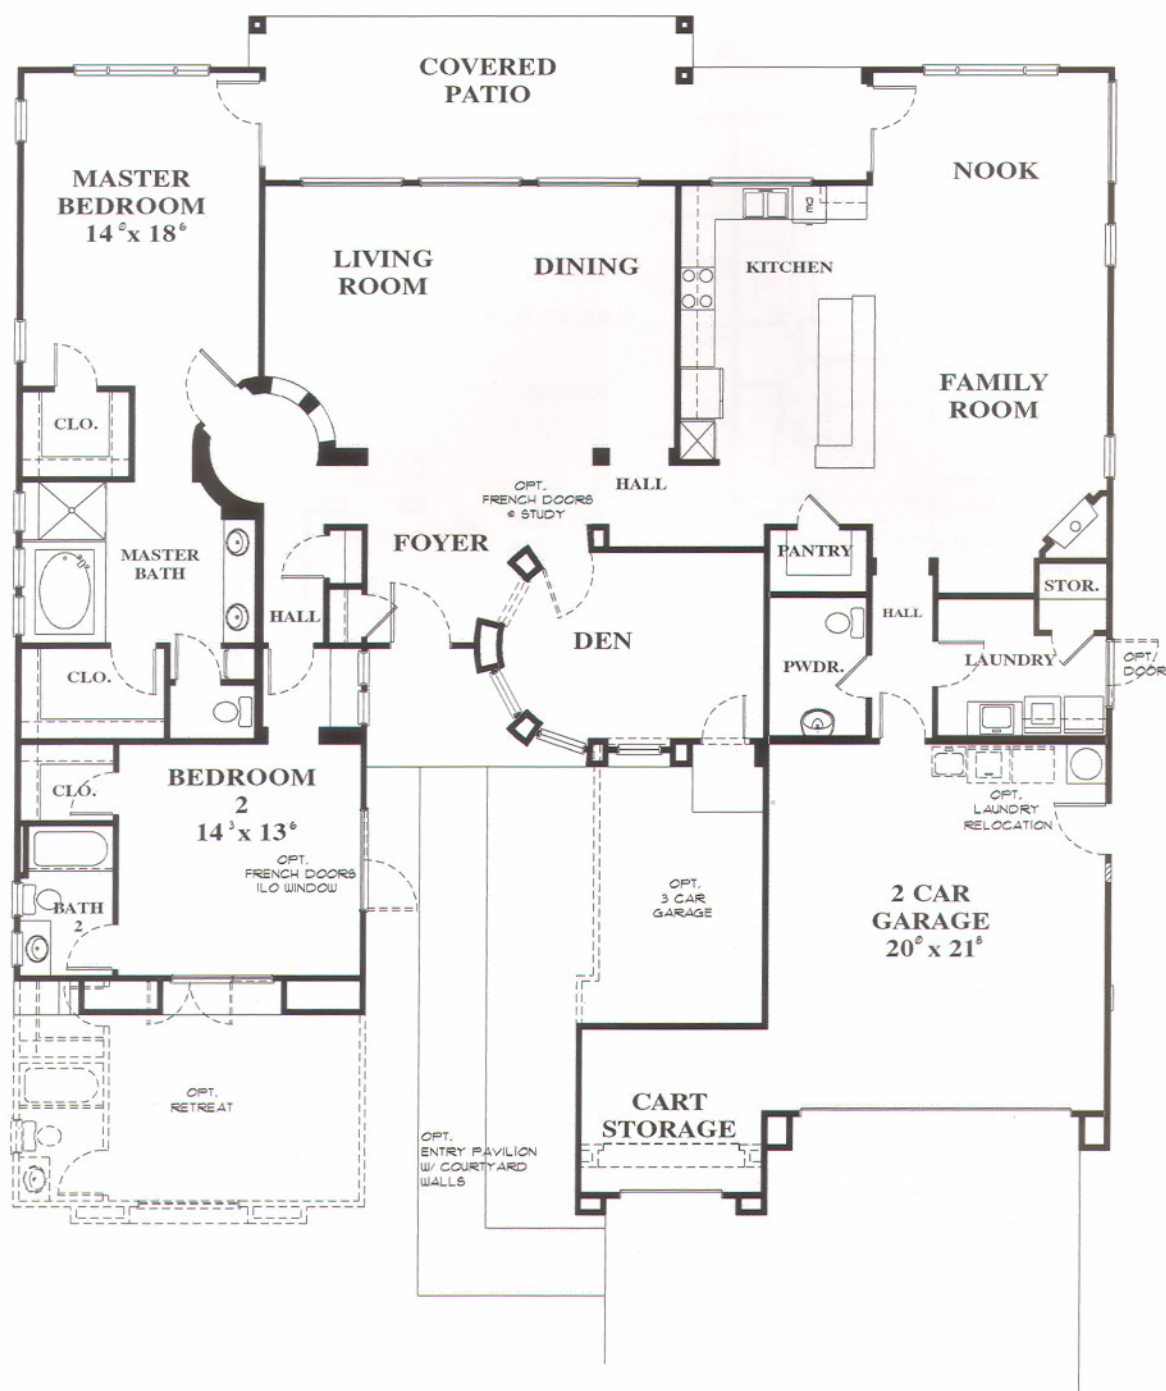 COVERED
PATIO
MASTER
BEDROOM
14⁰ x 18⁶
NOOK
LIVING
ROOM
DINING
KITCHEN
FAMILY
ROOM
CLO.
HALL
OPT.
FRENCH DOORS
@ STUDY
FOYER
MASTER
BATH
PANTRY
STOR.
HALL
HALL
DEN
PWDR.
LAUNDRY
OPT/
DOOR
CLO.
BEDROOM
2
14³ x 13⁶
CLO.
OPT.
FRENCH DOORS
ILO WINDOW
BATH
2
OPT.
LAUNDRY
RELOCATION
OPT.
3 CAR
GARAGE
2 CAR
GARAGE
20⁰ x 21⁸
OPT.
RETREAT
CART
STORAGE
OPT.
ENTRY PAVILION
W/ COURTYARD
WALLS